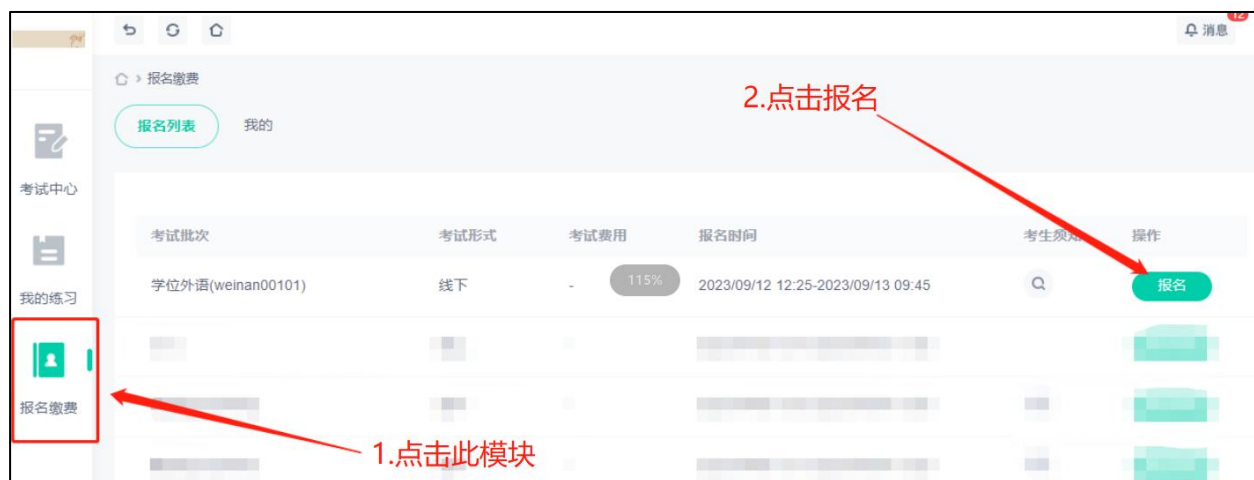 12
消息
报名缴费
2.点击报名
报名列表 我的
考试中心
考试批次 考试形式 考试费用 报名时间 考生须知 操作
学位外语(weinan00101) 线下 - 115% 2023/09/12 12:25-2023/09/13 09:45 报名
我的练习
报名缴费
1.点击此模块